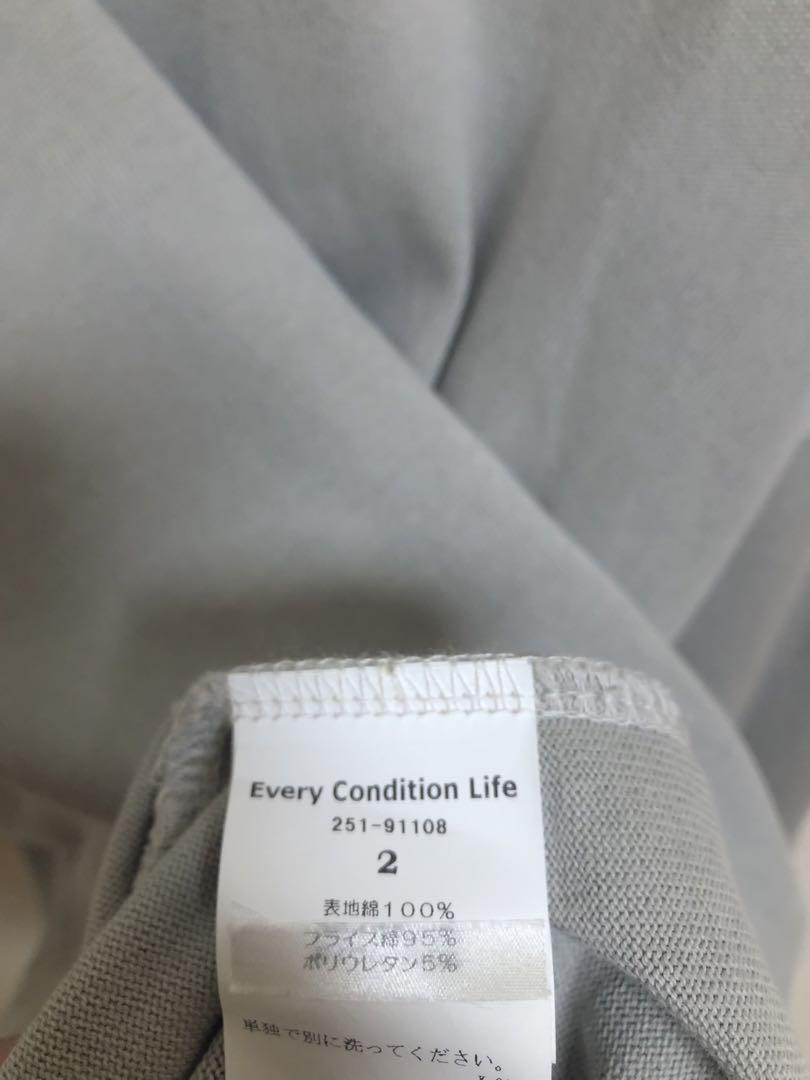 Every Condition Life
251-91108
2
表地綿100%
フライス綿95%
ポリウレタン5%
単独で別に洗ってください。